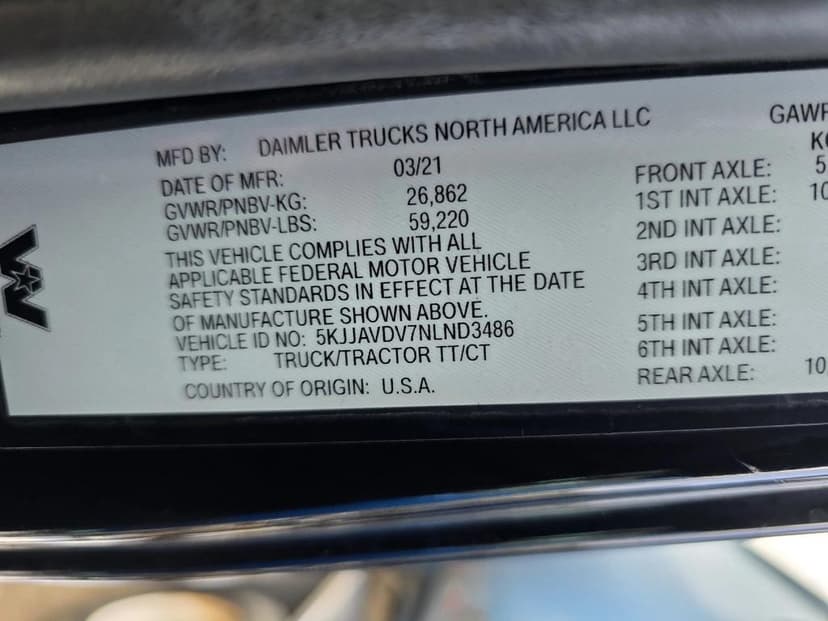 MFD BY: DAIMLER TRUCKS NORTH AMERICA LLC
DATE OF MFR: 03/21
GVWR/PNBV-KG: 26,862
GVWR/PNBV-LBS: 59,220
THIS VEHICLE COMPLIES WITH ALL
APPLICABLE FEDERAL MOTOR VEHICLE
SAFETY STANDARDS IN EFFECT AT THE DATE
OF MANUFACTURE SHOWN ABOVE.
VEHICLE ID NO: 5KJJAVDV7NLND3486
TYPE: TRUCK/TRACTOR TT/CT
COUNTRY OF ORIGIN: U.S.A.
GAWR
FRONT AXLE:
1ST INT AXLE:
2ND INT AXLE:
3RD INT AXLE:
4TH INT AXLE:
5TH INT AXLE:
6TH INT AXLE:
REAR AXLE: